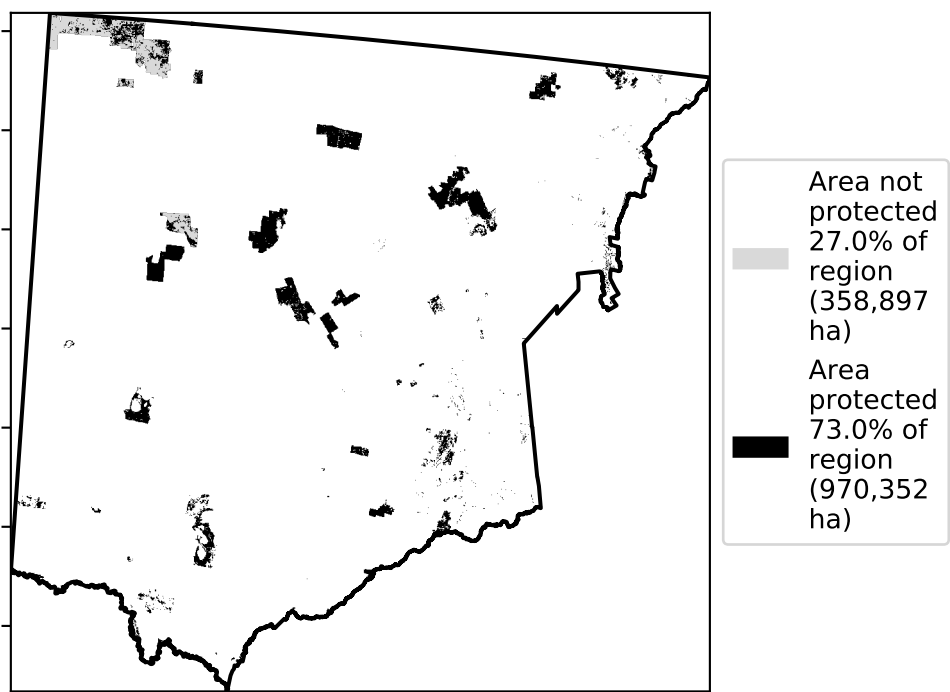 Area not
protected
27.0% of
region
(358,897
ha)
Area
protected
73.0% of
region
(970,352
ha)